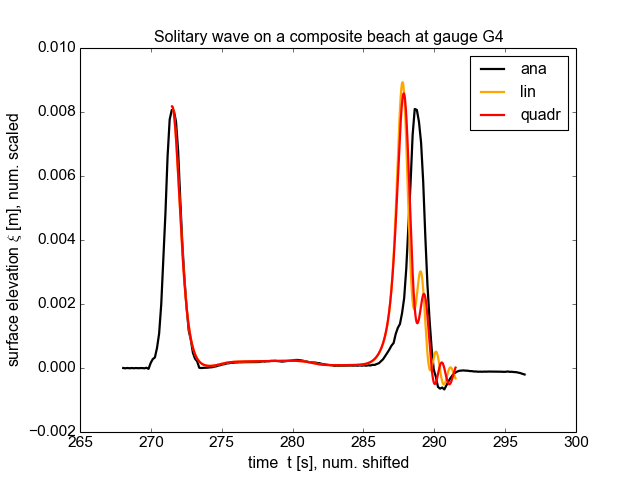 Solitary wave on a composite beach at gauge G4
0.010
0.008
0.006
0.004
0.002
0.000
−0.002
surface elevation ξ [m], num. scaled
ana
lin
quadr
265 270 275 280 285 290 295 300
time t [s], num. shifted